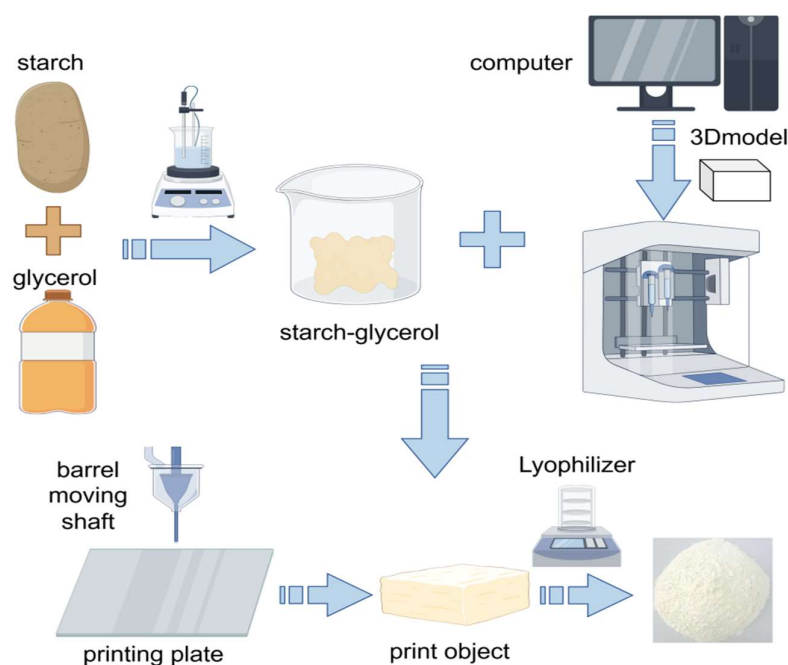 starch
computer
3Dmodel
glycerol
starch-glycerol
barrel
moving
shaft
Lyophilizer
printing plate
print object